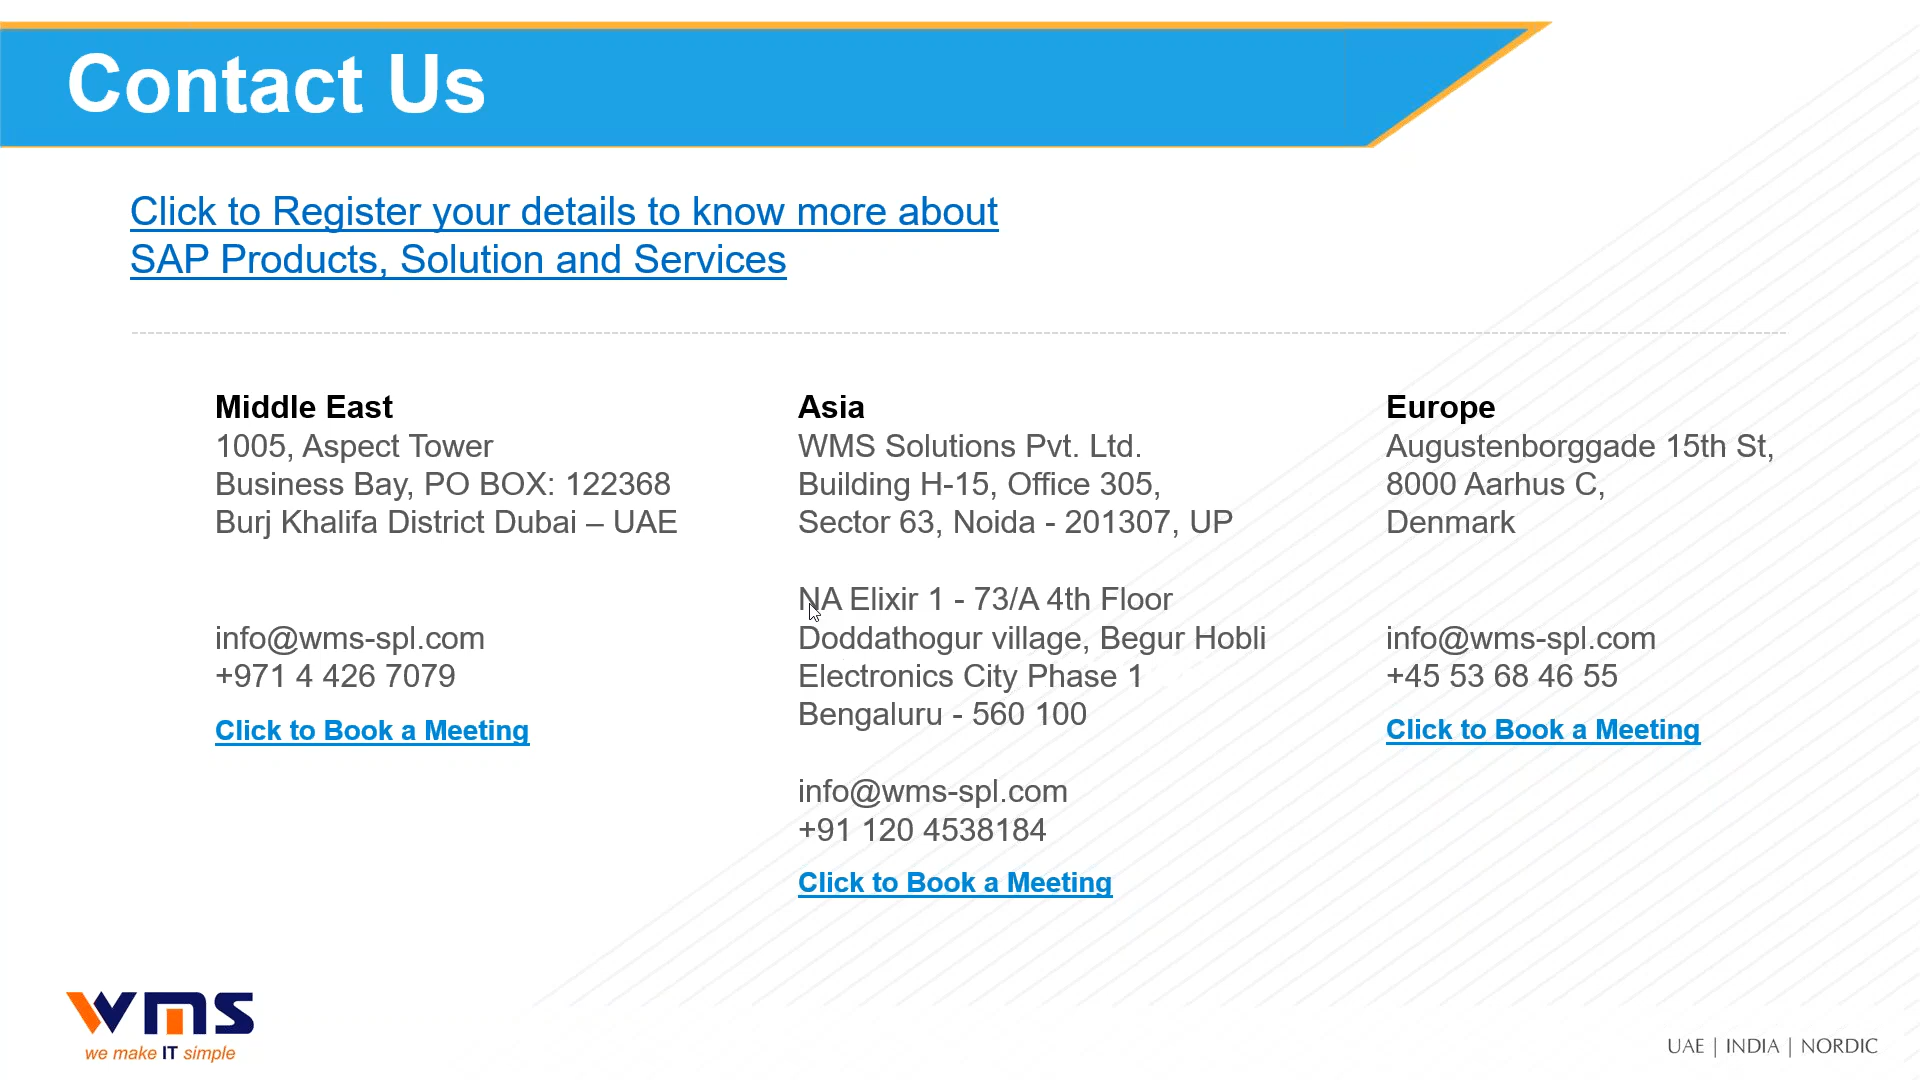 Contact Us
Click to Register your details to know more about
SAP Products, Solution and Services
Middle East
1005, Aspect Tower
Business Bay, PO BOX: 122368
Burj Khalifa District Dubai – UAE
info@wms-spl.com
+971 4 426 7079
Click to Book a Meeting
Asia
WMS Solutions Pvt. Ltd.
Building H-15, Office 305,
Sector 63, Noida - 201307, UP
NA Elixir 1 - 73/A 4th Floor
Doddathogur village, Begur Hobli
Electronics City Phase 1
Bengaluru - 560 100
info@wms-spl.com
+91 120 4538184
Click to Book a Meeting
Europe
Augustenborggade 15th St,
8000 Aarhus C,
Denmark
info@wms-spl.com
+45 53 68 46 55
Click to Book a Meeting
wms
we make IT simple
UAE | INDIA | NORDIC